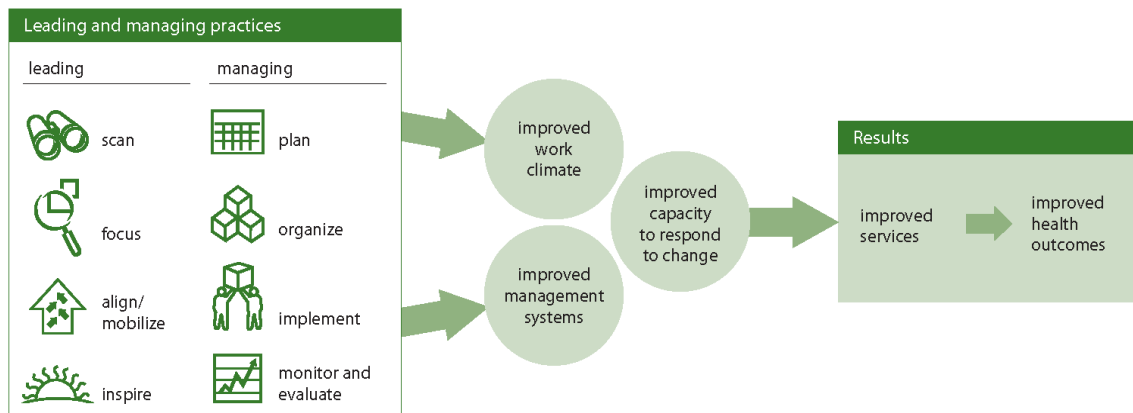 Leading and managing practices
leading
managing
scan
plan
focus
organize
align/
mobilize
implement
inspire
monitor and
evaluate
improved
work
climate
improved
management
systems
improved
capacity
to respond
to change
Results
improved
services
improved
health
outcomes